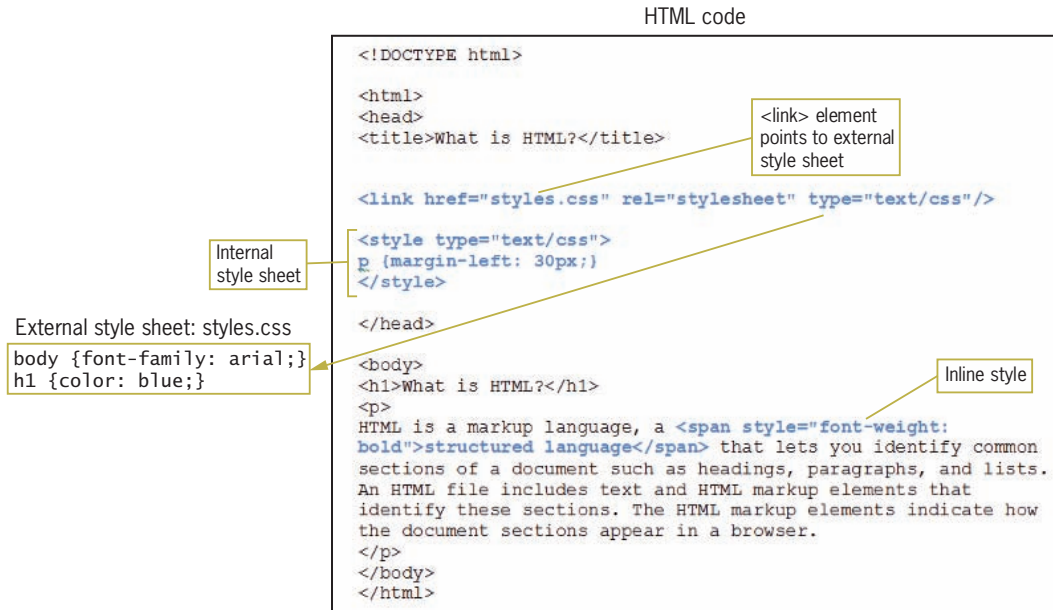 HTML code
<!DOCTYPE html>
<html>
<head>
<title>What is HTML?</title>
<link> element
points to external
style sheet
<link href="styles.css" rel="stylesheet" type="text/css"/>
Internal
style sheet
<style type="text/css">
p {margin-left: 30px;}
</style>
</head>
External style sheet: styles.css
body {font-family: arial;}
h1 {color: blue;}
<body>
<h1>What is HTML?</h1>
Inline style
<p>
HTML is a markup language, a <span style="font-weight:
bold">structured language</span> that lets you identify common
sections of a document such as headings, paragraphs, and lists.
An HTML file includes text and HTML markup elements that
identify these sections. The HTML markup elements indicate how
the document sections appear in a browser.
</p>
</body>
</html>